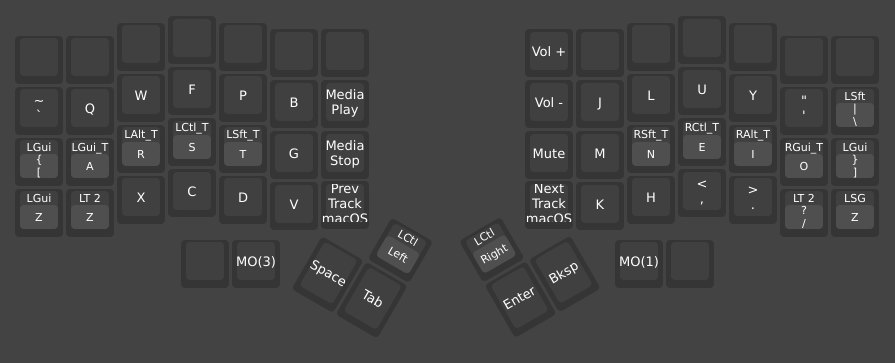 Vol +
~
`
Q
W
F
P
B
Media
Play
Vol -
J
L
U
Y
"
'
LSft
|
\
LGui
{
[
LGui_T
A
LAlt_T
R
LCtl_T
S
LSft_T
T
G
Media
Stop
Mute
M
RSft_T
N
RCtl_T
E
RAlt_T
I
RGui_T
O
LGui
}
]
LGui
Z
LT 2
Z
X
C
D
V
Prev
Track
macOS
Next
Track
macOS
K
H
<
,
>
.
LT 2
?
/
LSG
Z
MO(3)
Space
Tab
LCtl
Left
LCtl
Right
Enter
Bksp
MO(1)